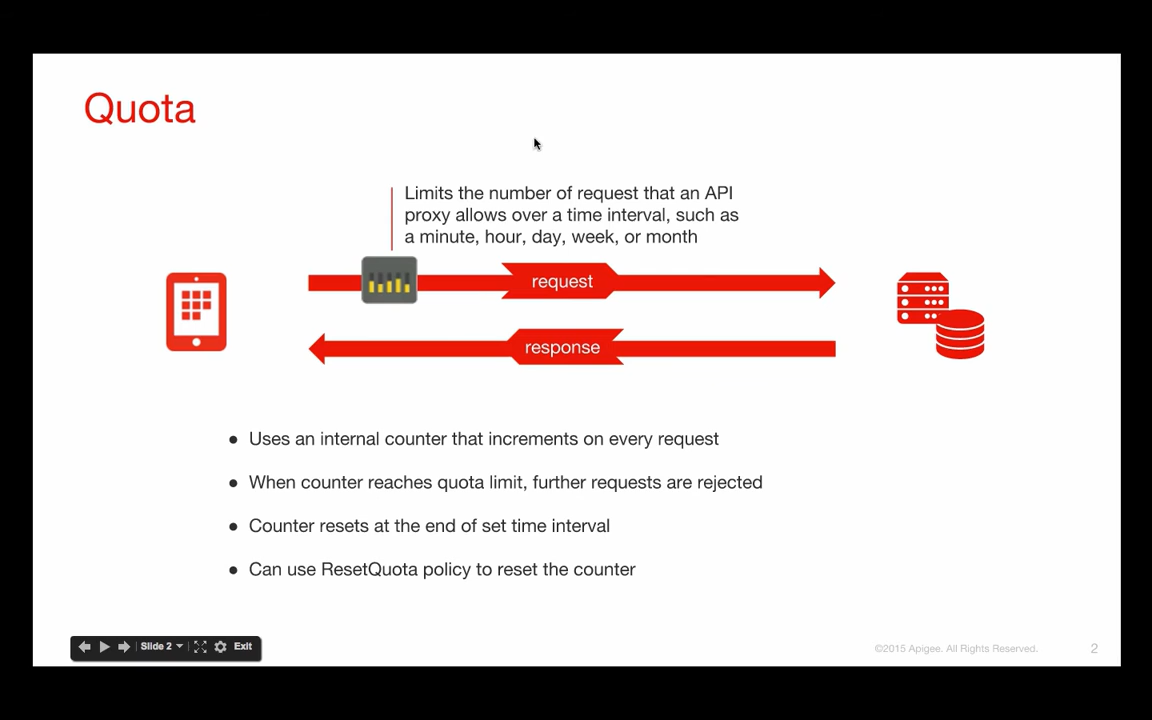 Quota
Limits the number of request that an API
proxy allows over a time interval, such as
a minute, hour, day, week, or month
request
response
● Uses an internal counter that increments on every request
● When counter reaches quota limit, further requests are rejected
● Counter resets at the end of set time interval
● Can use ResetQuota policy to reset the counter
Slide 2 Exit
©2015 Apigee. All Rights Reserved. 2